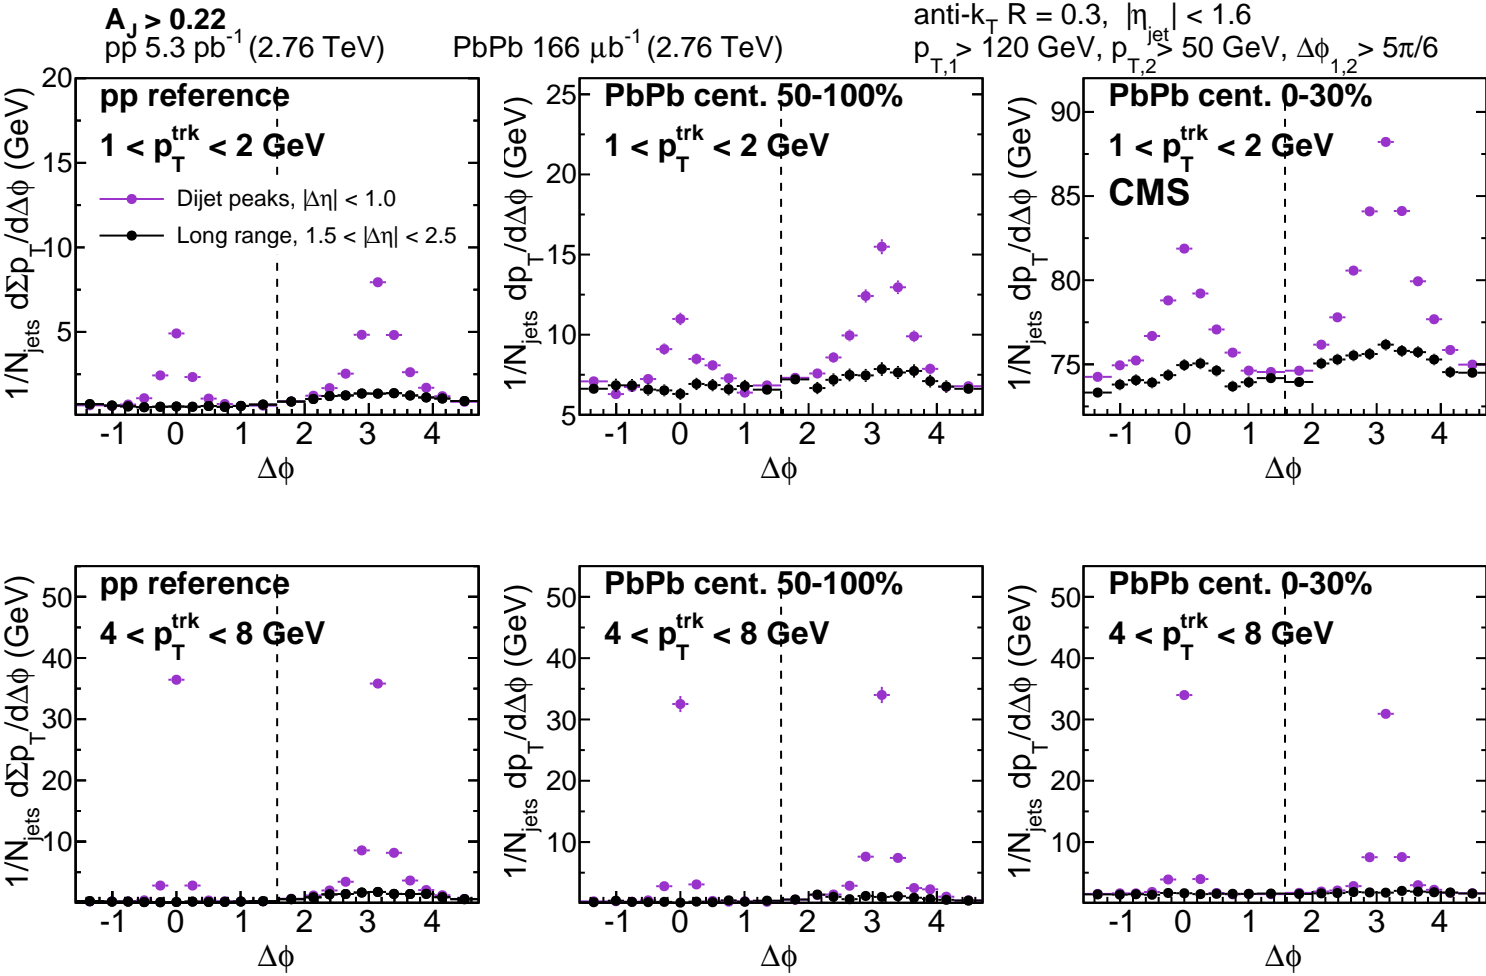 A_J > 0.22
pp 5.3 pb^-1 (2.76 TeV) PbPb 166 μb^-1 (2.76 TeV)
anti-k_T R = 0.3, |η_jet| < 1.6
p_T,1 > 120 GeV, p_T,2 > 50 GeV, Δϕ_1,2 > 5π/6
pp reference
1 < p_T^trk < 2 GeV
Dijet peaks, |Δη| < 1.0
Long range, 1.5 < |Δη| < 2.5
1/N_jets dΣp_T/dΔϕ (GeV)
20
15
10
5
-1 0 1 2 3 4
Δϕ
PbPb cent. 50-100%
1 < p_T^trk < 2 GeV
1/N_jets dp_T/dΔϕ (GeV)
25
20
15
10
5
-1 0 1 2 3 4
Δϕ
PbPb cent. 0-30%
1 < p_T^trk < 2 GeV
CMS
1/N_jets dp_T/dΔϕ (GeV)
90
85
80
75
-1 0 1 2 3 4
Δϕ
pp reference
4 < p_T^trk < 8 GeV
1/N_jets dΣp_T/dΔϕ (GeV)
50
40
30
20
10
-1 0 1 2 3 4
Δϕ
PbPb cent. 50-100%
4 < p_T^trk < 8 GeV
1/N_jets dp_T/dΔϕ (GeV)
50
40
30
20
10
-1 0 1 2 3 4
Δϕ
PbPb cent. 0-30%
4 < p_T^trk < 8 GeV
1/N_jets dp_T/dΔϕ (GeV)
50
40
30
20
10
-1 0 1 2 3 4
Δϕ